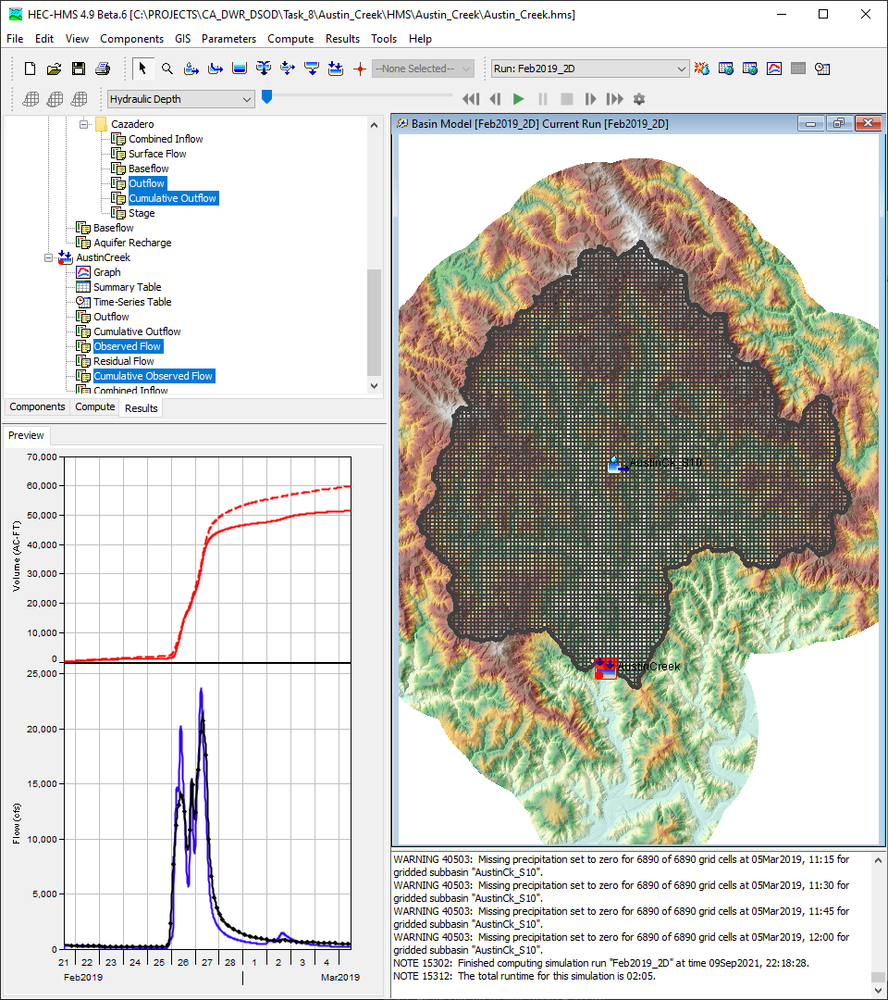 HEC-HMS 4.9 Beta.6 [C:\PROJECTS\CA_DWR_DSOD\Task_8\Austin_Creek\HMS\Austin_Creek\Austin_Creek.hms]
File Edit View Components GIS Parameters Compute Results Tools Help
--None Selected--
Run: Feb2019_2D
Hydraulic Depth
Cazadero
Combined Inflow
Surface Flow
Baseflow
Outflow
Cumulative Outflow
Stage
Baseflow
Aquifer Recharge
AustinCreek
Graph
Summary Table
Time-Series Table
Outflow
Cumulative Outflow
Observed Flow
Residual Flow
Cumulative Observed Flow
Combined Inflow
Components Compute Results
Preview
70,000
60,000
50,000
40,000
30,000
20,000
10,000
0
Volume (AC-FT)
25,000
20,000
15,000
10,000
5,000
0
Flow (cfs)
21 22 23 24 25 26 27 28 1 2 3 4
Feb2019 Mar2019
Basin Model [Feb2019_2D] Current Run [Feb2019_2D]
AustinCk_S10
AustinCreek
WARNING 40503: Missing precipitation set to zero for 6890 of 6890 grid cells at 05Mar2019, 11:15 for
gridded subbasin "AustinCk_S10".
WARNING 40503: Missing precipitation set to zero for 6890 of 6890 grid cells at 05Mar2019, 11:30 for
gridded subbasin "AustinCk_S10".
WARNING 40503: Missing precipitation set to zero for 6890 of 6890 grid cells at 05Mar2019, 11:45 for
gridded subbasin "AustinCk_S10".
WARNING 40503: Missing precipitation set to zero for 6890 of 6890 grid cells at 05Mar2019, 12:00 for
gridded subbasin "AustinCk_S10".
NOTE 15302: Finished computing simulation run "Feb2019_2D" at time 09Sep2021, 22:18:28.
NOTE 15312: The total runtime for this simulation is 02:05.